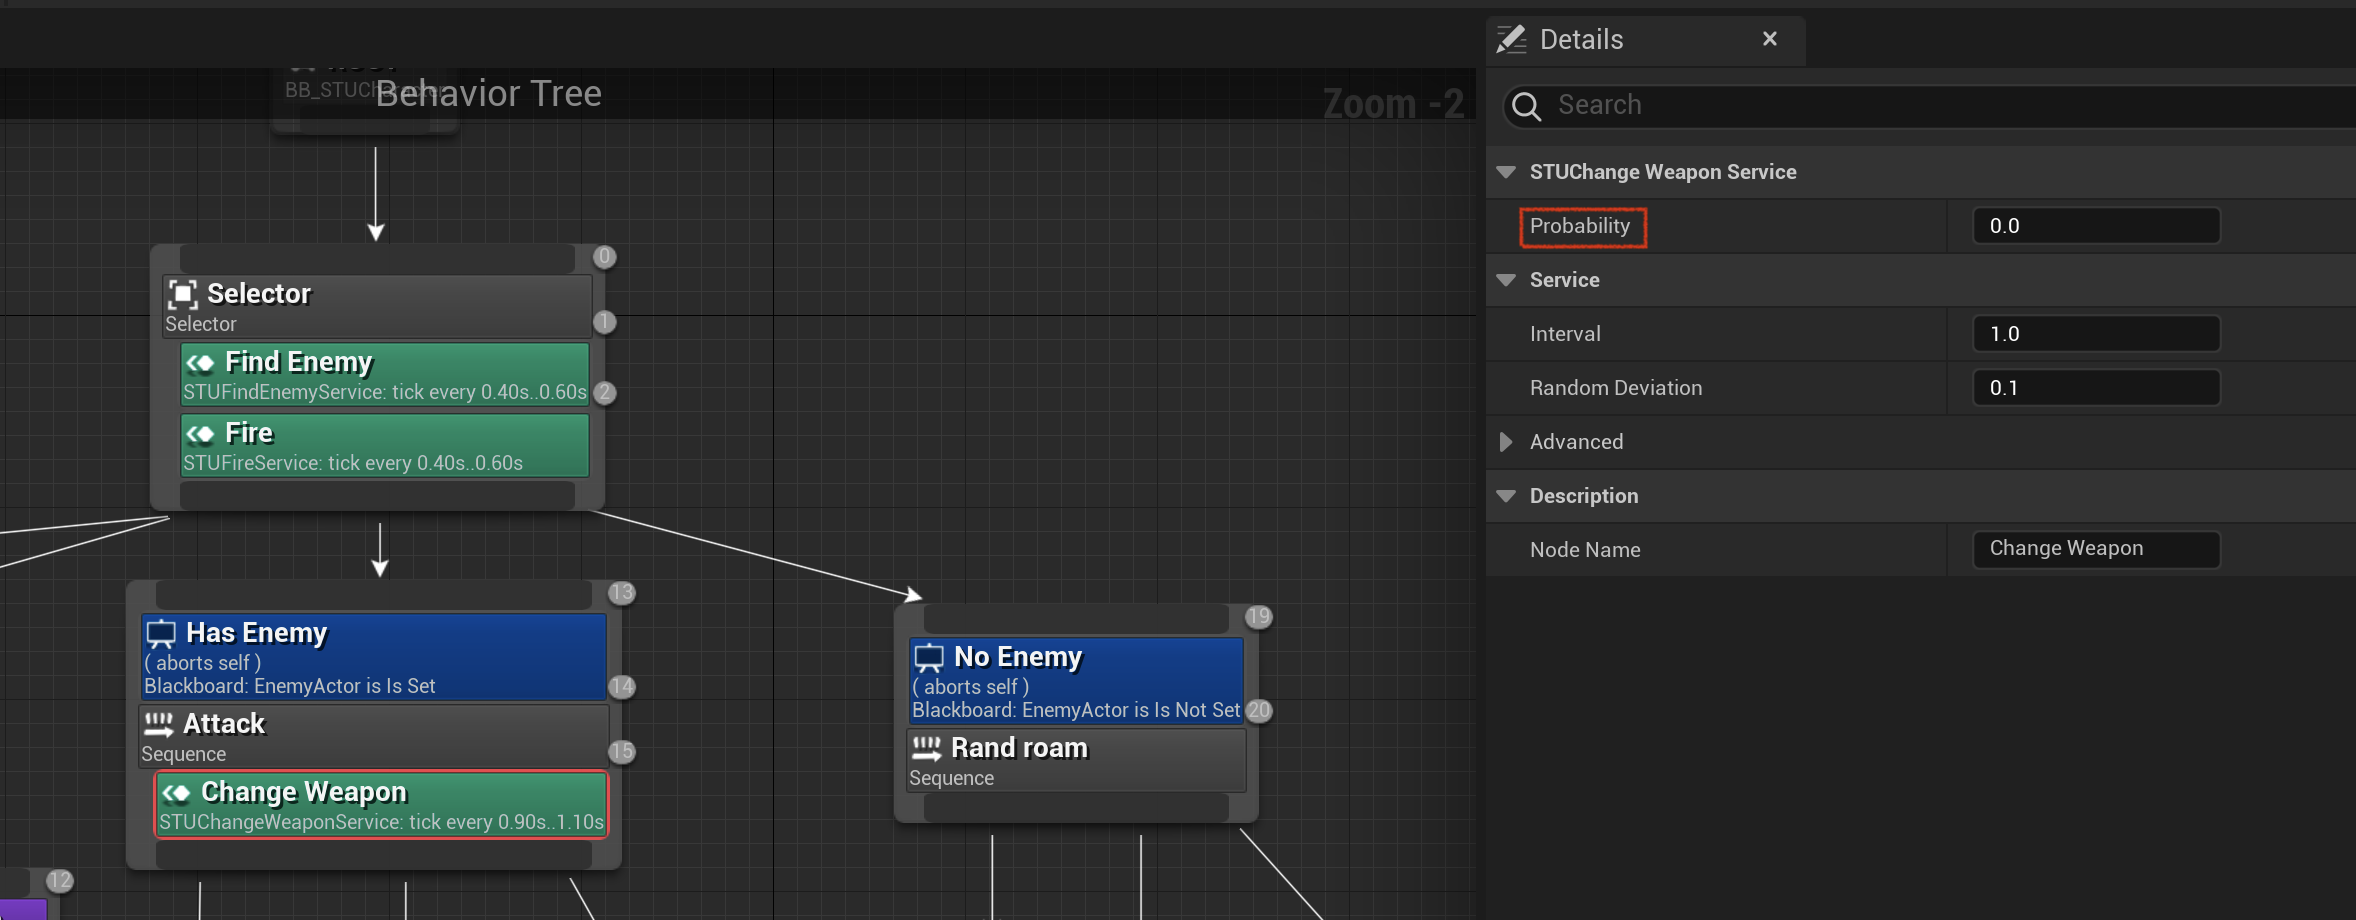 BB_STUCharacter
Behavior Tree
Zoom -2
0
Selector
Selector
1
Find Enemy
STUFindEnemyService: tick every 0.40s..0.60s
2
Fire
STUFireService: tick every 0.40s..0.60s
13
Has Enemy
( aborts self )
Blackboard: EnemyActor is Is Set
14
Attack
Sequence
15
Change Weapon
STUChangeWeaponService: tick every 0.90s..1.10s
12
19
No Enemy
( aborts self )
Blackboard: EnemyActor is Is Not Set
20
Rand roam
Sequence
Details
Search
STUChange Weapon Service
Probability 0.0
Service
Interval 1.0
Random Deviation 0.1
Advanced
Description
Node Name Change Weapon